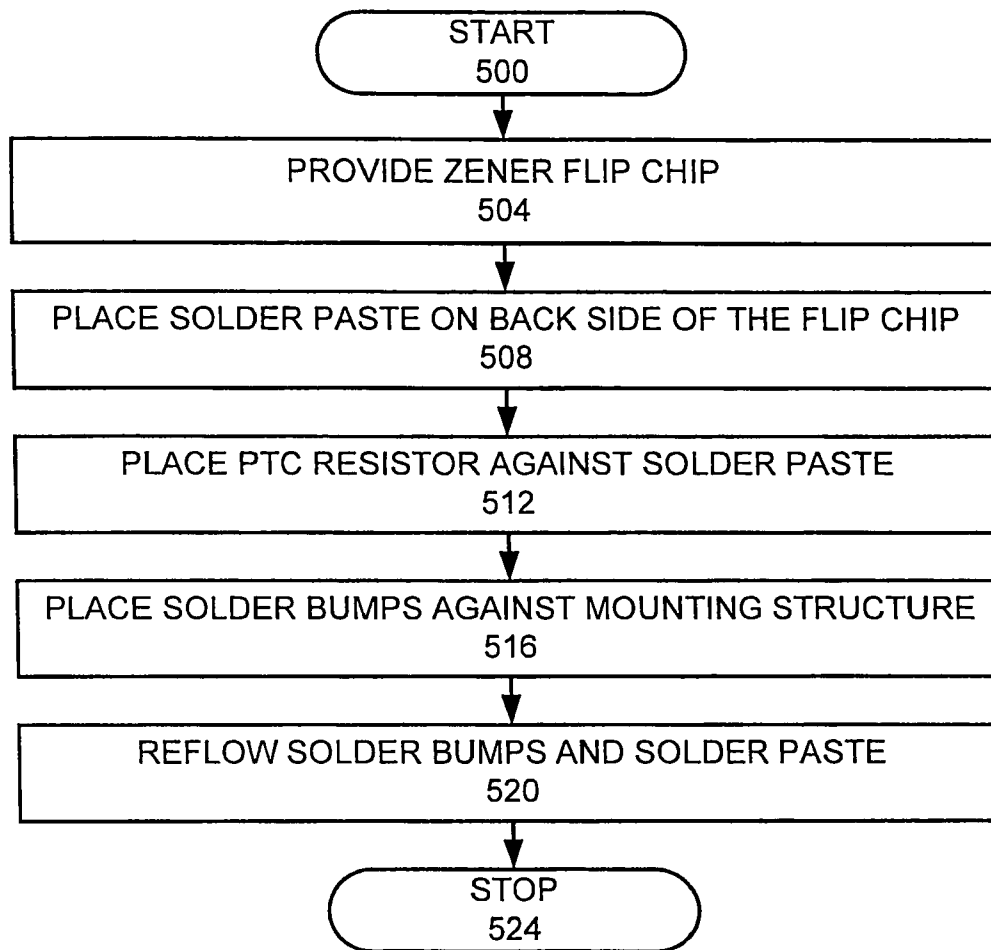 START
500
PROVIDE ZENER FLIP CHIP
504
PLACE SOLDER PASTE ON BACK SIDE OF THE FLIP CHIP
508
PLACE PTC RESISTOR AGAINST SOLDER PASTE
512
PLACE SOLDER BUMPS AGAINST MOUNTING STRUCTURE
516
REFLOW SOLDER BUMPS AND SOLDER PASTE
520
STOP
524